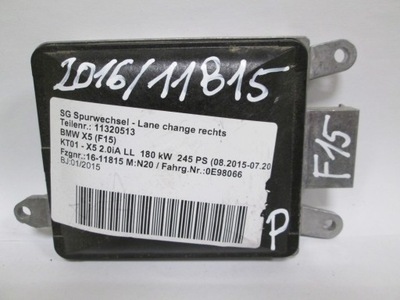 2016/11815
SG Spurwechsel - Lane change rechts
Teilenr.: 11320513
BMW X5 (F15)
KT01 - X5 2.0iA LL 180 kW 245 PS (08.2015-07.20
Fzgnr.:16-11815 M:N20 / Fahrg.Nr.:0E98066
BJ:01/2015
P
F15